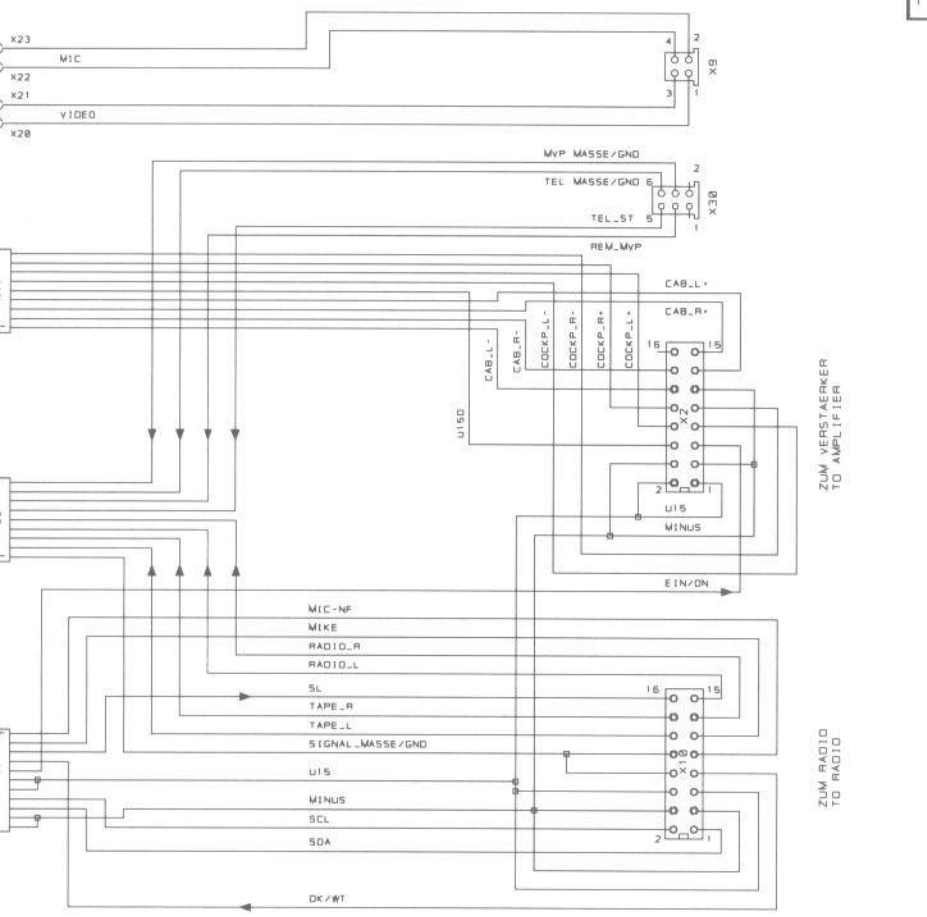 X23
MIC
X22
X21
VIDEO
X20
4 2
3 1
X9
MVP MASSE/GND
TEL MASSE/GND 6 2
TEL_ST 5 1
REM_MVP
X30
CAB_L+
CAB_R+
CAB_L-
CAB_R-
COCKP_L-
COCKP_R-
COCKP_R+
COCKP_L+
U15D
16 15
X2
2 1
U15
MINUS
EIN/ON
ZUM VERSTAERKER
TO AMPLIFIER
MIC-NF
MIKE
RADIO_R
RADIO_L
SL
TAPE_R
TAPE_L
SIGNAL_MASSE/GND
U15
MINUS
SCL
SDA
DK/WT
16 15
X10
2 1
ZUM RADIO
TO RADIO